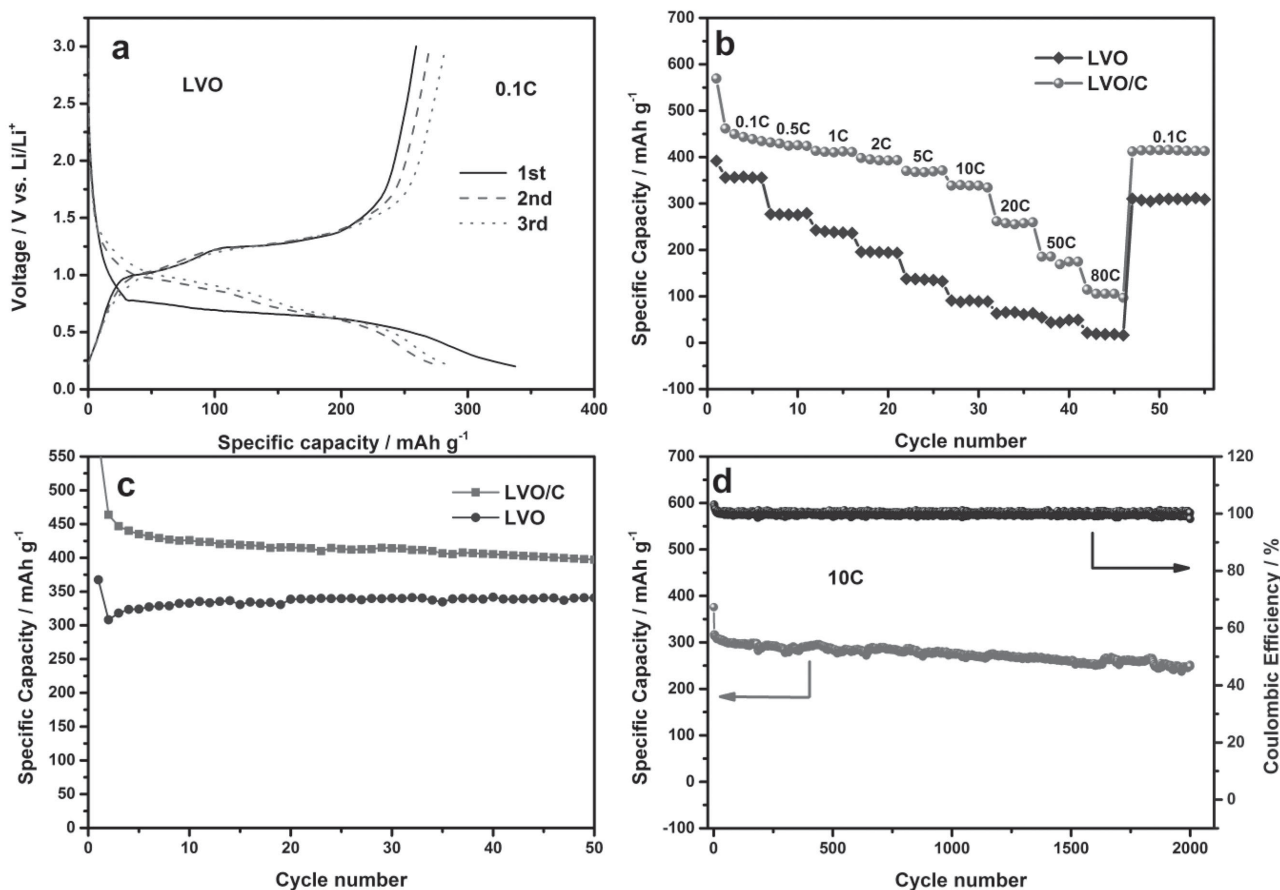 a
LVO
0.1C
1st
2nd
3rd
3.0
2.5
2.0
1.5
1.0
0.5
0.0
0
100
200
300
400
Voltage / V vs. Li/Li⁺
Specific capacity / mAh g⁻¹
b
LVO
LVO/C
0.1C
0.5C
1C
2C
5C
10C
20C
50C
80C
0.1C
700
600
500
400
300
200
100
0
-100
0
10
20
30
40
50
Specific Capacity / mAh g⁻¹
Cycle number
c
LVO/C
LVO
550
500
450
400
350
300
250
200
150
100
50
0
0
10
20
30
40
50
Specific Capacity / mAh g⁻¹
Cycle number
d
10C
700
600
500
400
300
200
100
0
-100
120
100
80
60
40
20
0
0
500
1000
1500
2000
Specific Capacity / mAh g⁻¹
Coulombic Efficiency / %
Cycle number